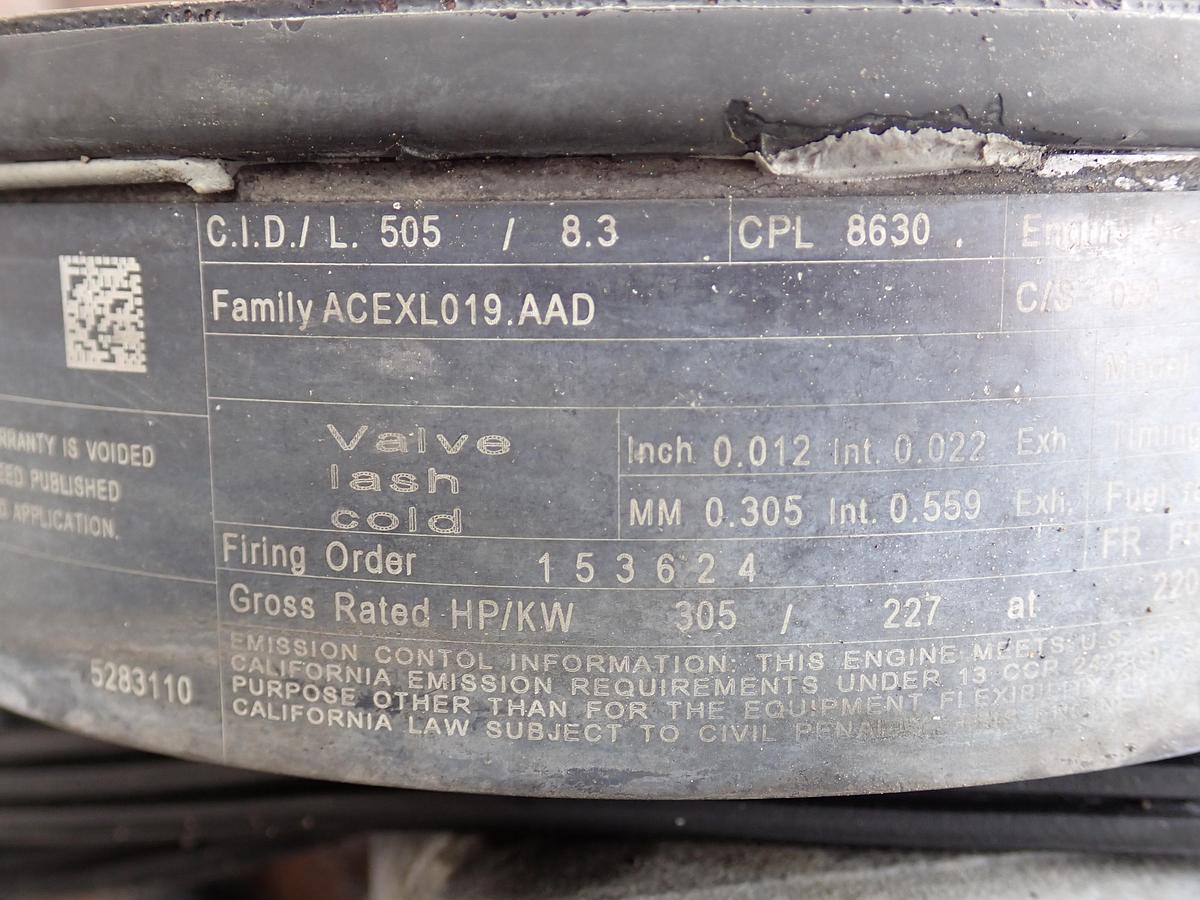 C.I.D./ L. 505 / 8.3 CPL 8630
Family ACEXL019.AAD C/S
Valve
lash
cold
Inch 0.012 Int. 0.022 Exh
MM 0.305 Int. 0.559 Exh.
Firing Order 1 5 3 6 2 4
FR
Gross Rated HP/KW 305 / 227 at
IS VOIDED
PUBLISHED
APPLICATION.
5283110
EMISSION CONTOL INFORMATION: THIS ENGINE MEETS U.S.
CALIFORNIA EMISSION REQUIREMENTS UNDER 13 CCP
PURPOSE OTHER THAN FOR THE EQUIPMENT FLEXIBILITY
CALIFORNIA LAW SUBJECT TO CIVIL